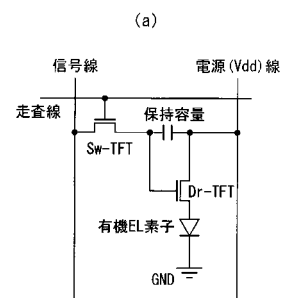 (a)
信号線
電源(Vdd)線
走査線
保持容量
Sw-TFT
Dr-TFT
有機EL素子
GND